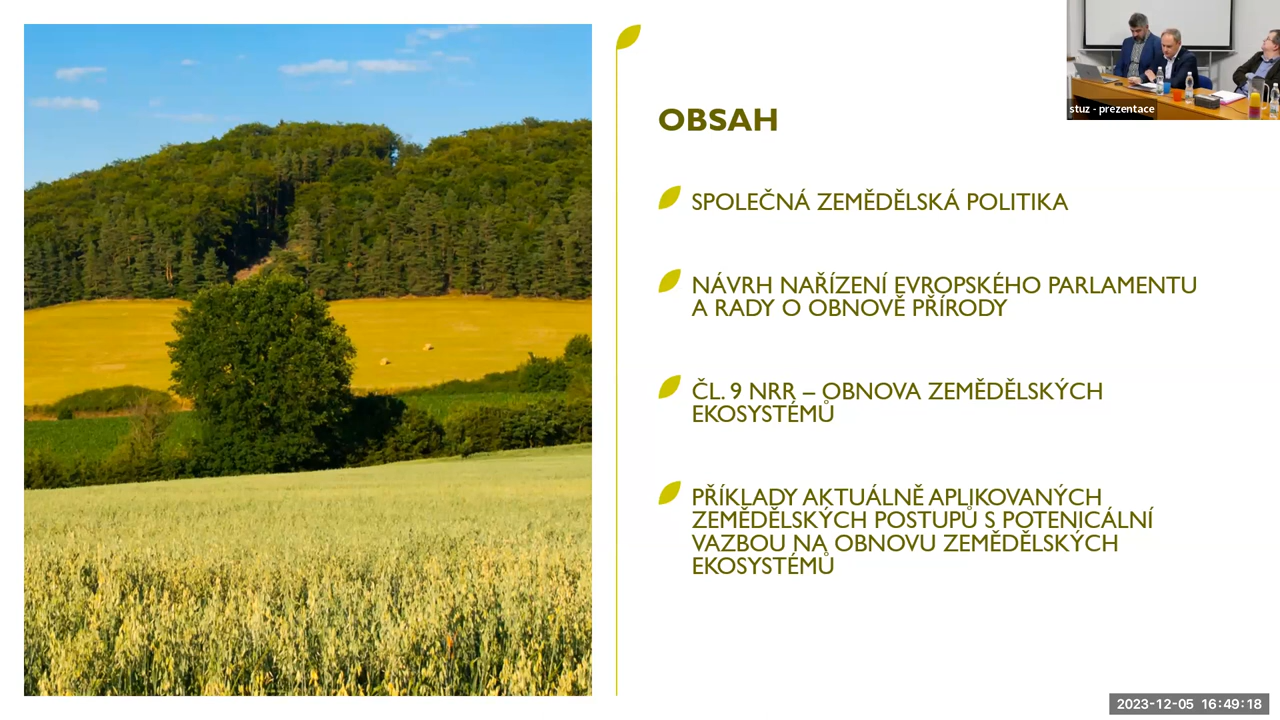 stuz - prezentace
OBSAH
SPOLEČNÁ ZEMĚDĚLSKÁ POLITIKA
NÁVRH NAŘÍZENÍ EVROPSKÉHO PARLAMENTU
A RADY O OBNOVĚ PŘÍRODY
ČL. 9 NRR – OBNOVA ZEMĚDĚLSKÝCH
EKOSYSTÉMŮ
PŘÍKLADY AKTUÁLNĚ APLIKOVANÝCH
ZEMĚDĚLSKÝCH POSTUPŮ S POTENICÁLNÍ
VAZBOU NA OBNOVU ZEMĚDĚLSKÝCH
EKOSYSTÉMŮ
2023-12-05 16:49:18